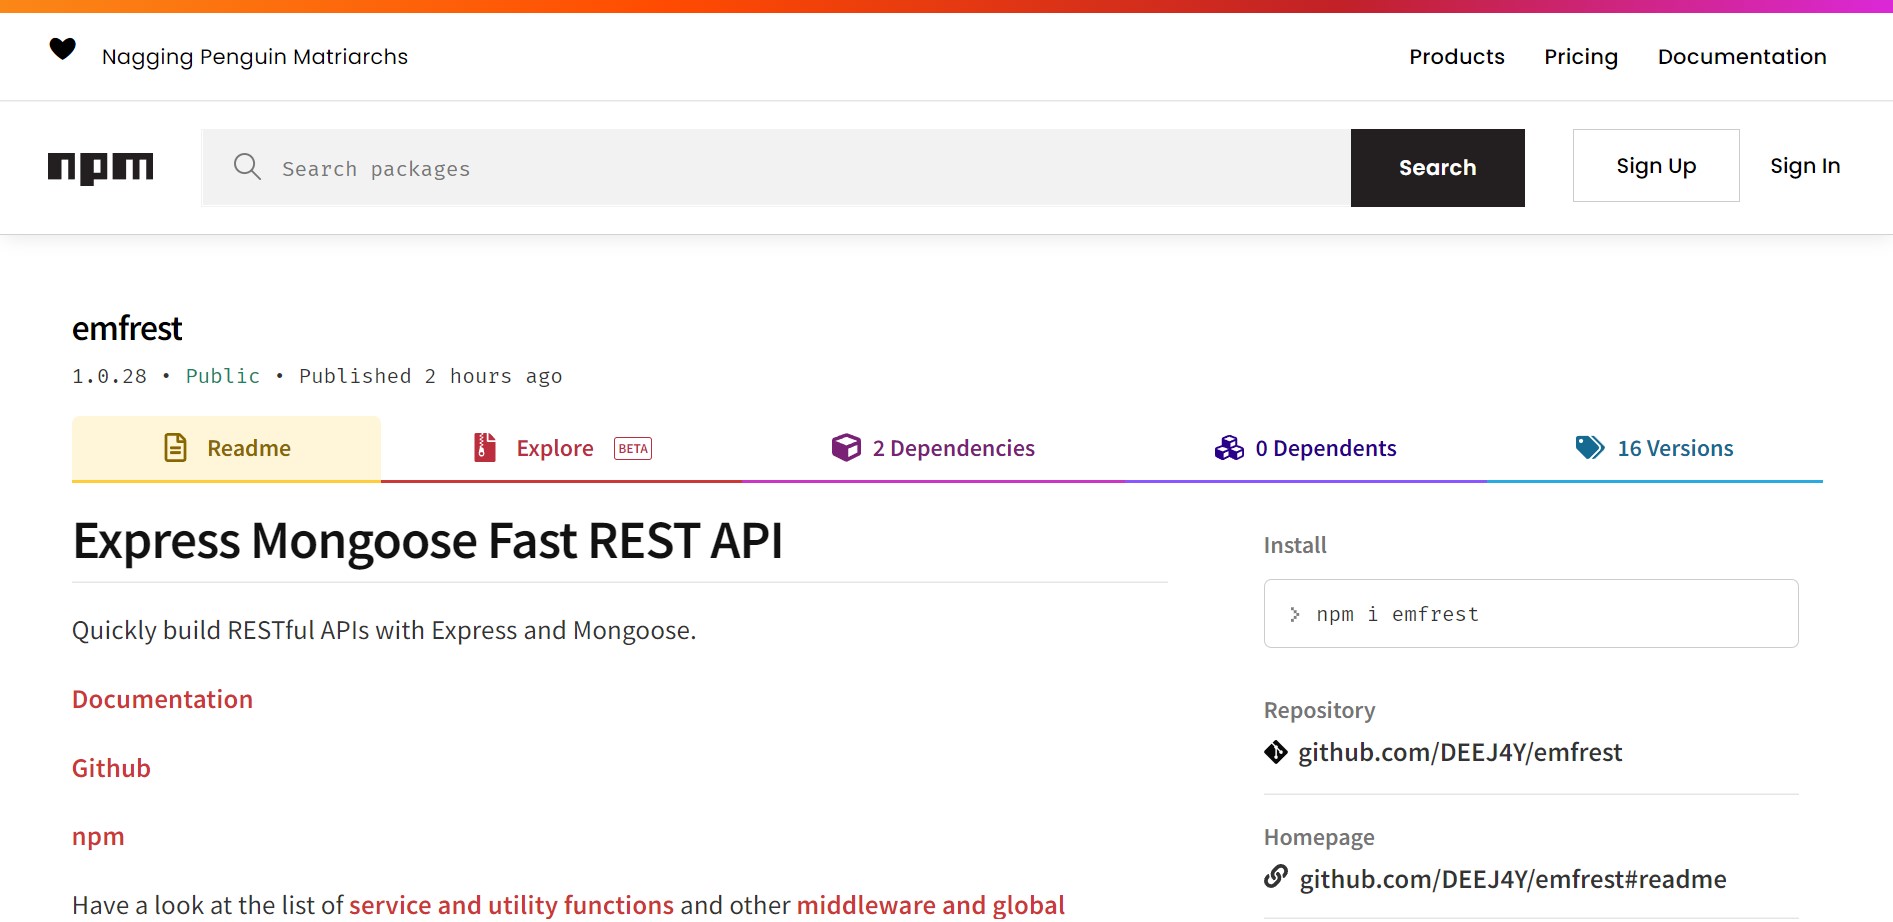 Nagging Penguin Matriarchs
Products Pricing Documentation
npm
Search packages
Search
Sign Up
Sign In
emfrest
1.0.28 • Public • Published 2 hours ago
Readme
Explore BETA
2 Dependencies
0 Dependents
16 Versions
Express Mongoose Fast REST API
Quickly build RESTful APIs with Express and Mongoose.
Documentation
Github
npm
Have a look at the list of service and utility functions and other middleware and global
Install
> npm i emfrest
Repository
github.com/DEEJ4Y/emfrest
Homepage
github.com/DEEJ4Y/emfrest#readme